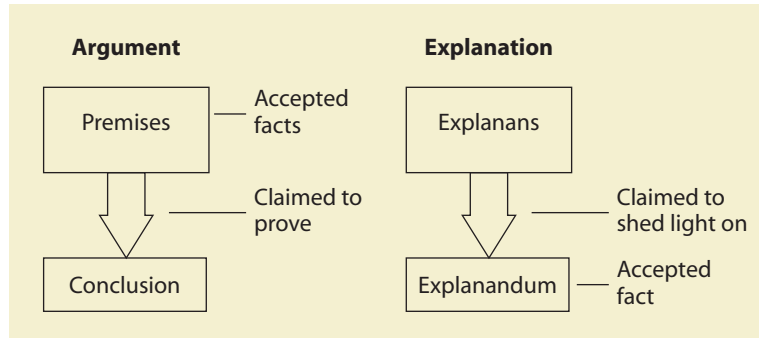 Argument
Premises
Accepted
facts
Claimed to
prove
Conclusion
Explanation
Explanans
Claimed to
shed light on
Explanandum
Accepted
fact